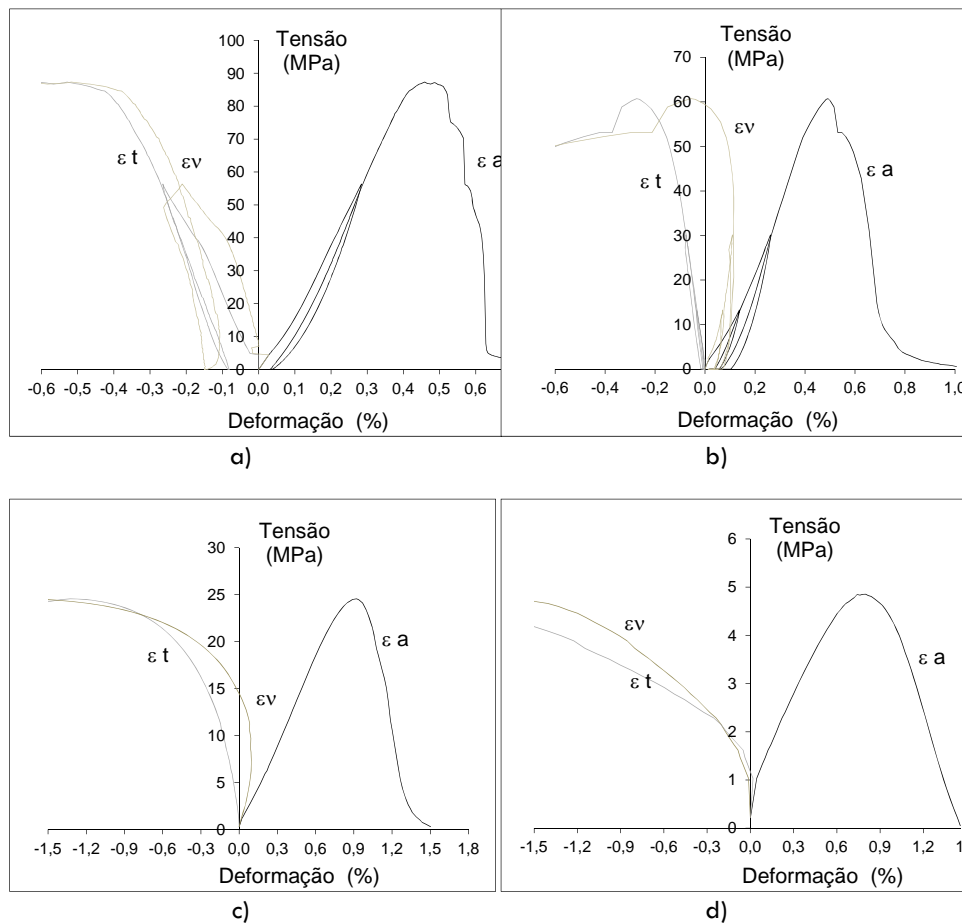 Tensão
(MPa)
100
90
80
70
60
50
40
30
20
10
0
ε t
εν
ε a
-0,6 -0,5 -0,4 -0,3 -0,2 -0,1 0,0 0,1 0,2 0,3 0,4 0,5 0,6
Deformação (%)
a)
Tensão
(MPa)
70
60
50
40
30
20
10
0
εν
ε t
ε a
-0,6 -0,4 -0,2 0,0 0,2 0,4 0,6 0,8 1,0
Deformação (%)
b)
Tensão
(MPa)
30
25
20
15
10
5
0
ε t
εν
ε a
-1,5 -1,2 -0,9 -0,6 -0,3 0,0 0,3 0,6 0,9 1,2 1,5 1,8
Deformação (%)
c)
Tensão
(MPa)
6
5
4
3
2
1
0
εν
ε t
ε a
-1,5 -1,2 -0,9 -0,6 -0,3 0,0 0,3 0,6 0,9 1,2
Deformação (%)
d)